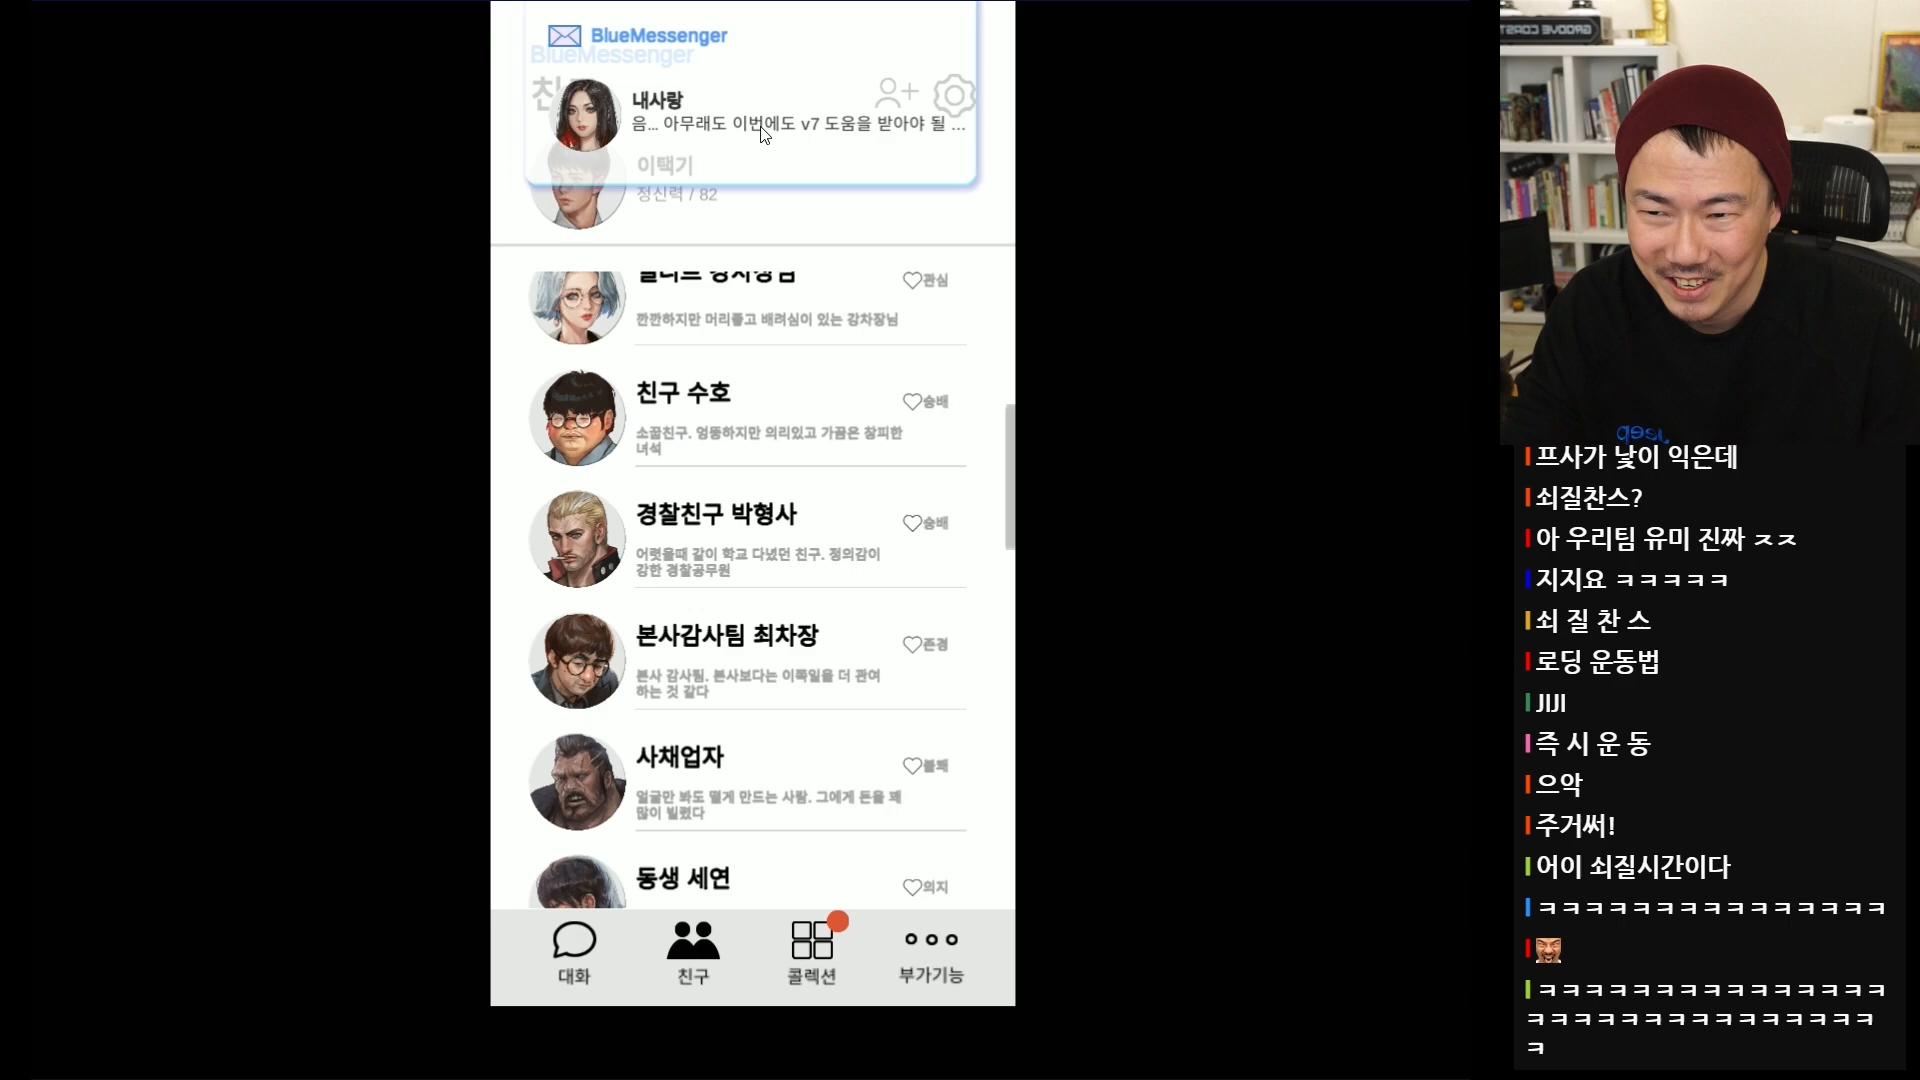 BlueMessenger
BlueMessenger
친
내사랑
음... 아무래도 이번에도 v7 도움을 받아야 될 ...
이택기
정신력 / 82
관심
깐깐하지만 머리좋고 배려심이 있는 강차장님
친구 수호
숭배
소꿉친구. 엉뚱하지만 의리있고 가끔은 창피한
녀석
경찰친구 박형사
숭배
어렷을때 같이 학교 다녔던 친구. 정의감이
강한 경찰공무원
본사감사팀 최차장
존경
본사 감사팀. 본사보다는 이쪽일을 더 관여
하는 것 같다
사채업자
불쾌
얼굴만 봐도 떨게 만드는 사람. 그에게 돈을 꽤
많이 빌렸다
동생 세연
의지
대화
친구
콜렉션
부가기능
프사가 낯이 익은데
쇠질찬스?
아 우리팀 유미 진짜 ㅈㅈ
지지요 ㅋㅋㅋㅋㅋ
쇠 질 찬 스
로딩 운동법
JIJI
즉 시 운 동
으악
주거써!
어이 쇠질시간이다
ㅋㅋㅋㅋㅋㅋㅋㅋㅋㅋㅋㅋㅋㅋㅋ
ㅋㅋㅋㅋㅋㅋㅋㅋㅋㅋㅋㅋㅋㅋㅋ
ㅋㅋㅋㅋㅋㅋㅋㅋㅋㅋㅋㅋㅋㅋㅋ
ㅋ